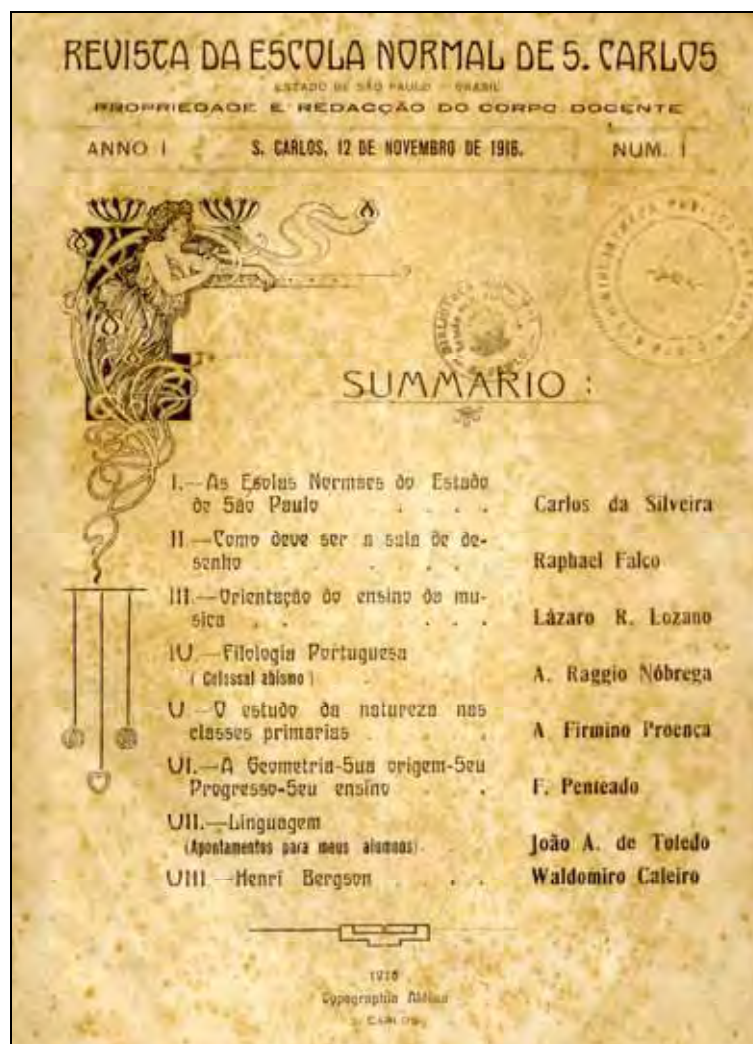 REVISTA DA ESCOLA NORMAL DE S. CARLOS
ESTADO DE SÃO PAULO - BRASIL
PROPRIEDADE E REDACÇÃO DO CORPO DOCENTE
ANNO I S. CARLOS, 12 DE NOVEMBRO DE 1916. NUM. 1
SUMMARIO :
I.—As Escolas Normaes do Estado
de São Paulo . . . . Carlos da Silveira
II.—Como deve ser a sala de de-
senho . . . . Raphael Falco
III.—Orientação do ensino da mu-
sica . . . . . Lázaro R. Lozano
IV.—Filologia Portuguesa
( Colossal abismo ) . A. Raggio Nóbrega
V.—O estudo da natureza nas
classes primarias . . . A. Firmino Proença
VI.—A Geometria-Sua origem-Seu
Progresso-Seu ensino . . F. Penteado
VII.—Linguagem
(Apontamentos para meus alumnos). João A. de Toledo
VIII.—Henri Bergson . . . Waldomiro Caleiro
1916
Typographia Aldina
S. CARLOS